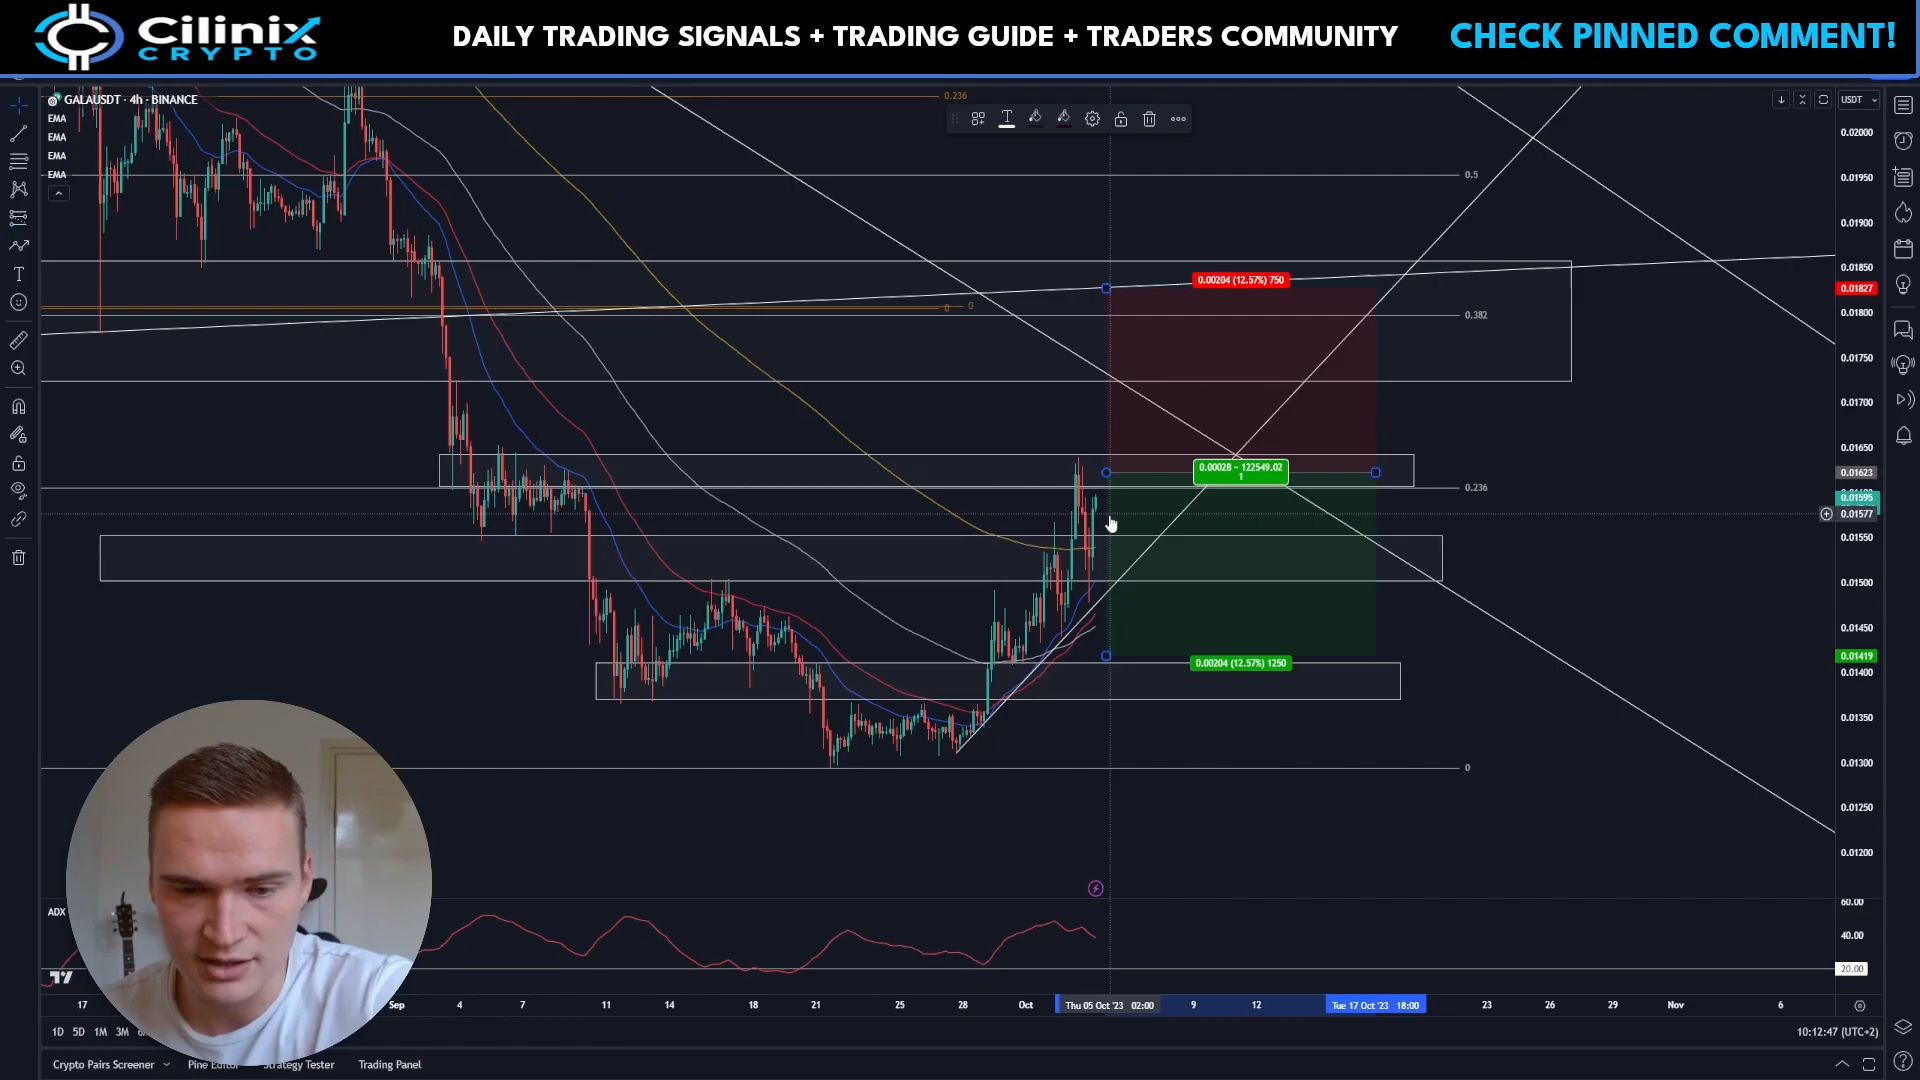 Cilinix
CRYPTO
DAILY TRADING SIGNALS + TRADING GUIDE + TRADERS COMMUNITY
CHECK PINNED COMMENT!
GALAUSDT · 4h · BINANCE
EMA
EMA
EMA
EMA
0.236
USDT
0.02000
0.5
0.01950
0.01900
0.01850
0.00204 (12.57%) 750
0.01827
0 0
0.382
0.01800
0.01750
0.01700
0.01650
0.00028 ~ 122549.02
1
0.01623
0.236
0.01595
0.01577
0.01550
0.01500
0.01450
0.00204 (12.57%) 1250
0.01419
0.01400
0.01350
0.01300
0
0.01250
0.01200
ADX
60.00
40.00
20.00
17
Sep
4
7
11
14
18
21
25
28
Oct
Thu 05 Oct '23 02:00
9
12
Tue 17 Oct '23 18:00
23
26
29
Nov
6
1D 5D 1M 3M
10:12:47 (UTC+2)
Crypto Pairs Screener
Pine Editor
Strategy Tester
Trading Panel